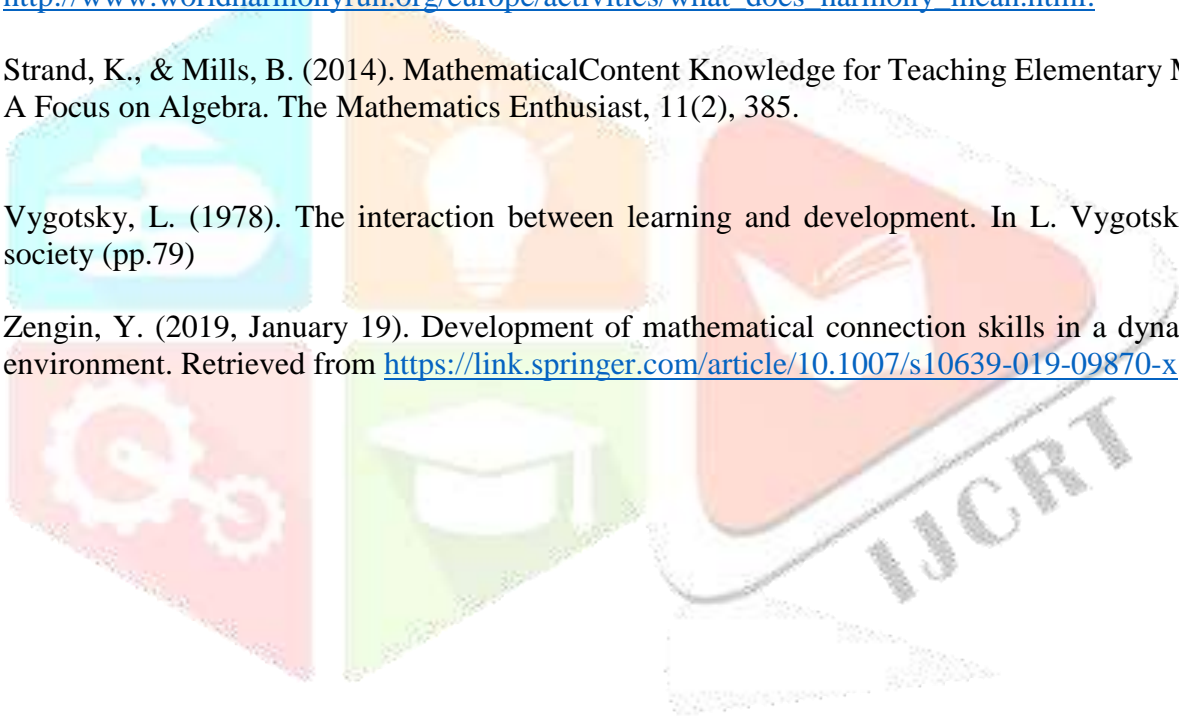 http://www.worldharmonyrun.org/europe/activities/what_does_harmony_mean.html.
Strand, K., & Mills, B. (2014). MathematicalContent Knowledge for Teaching Elementary M
A Focus on Algebra. The Mathematics Enthusiast, 11(2), 385.
Vygotsky, L. (1978). The interaction between learning and development. In L. Vygotsk
society (pp.79)
Zengin, Y. (2019, January 19). Development of mathematical connection skills in a dyna
environment. Retrieved from https://link.springer.com/article/10.1007/s10639-019-09870-x
IJCRT